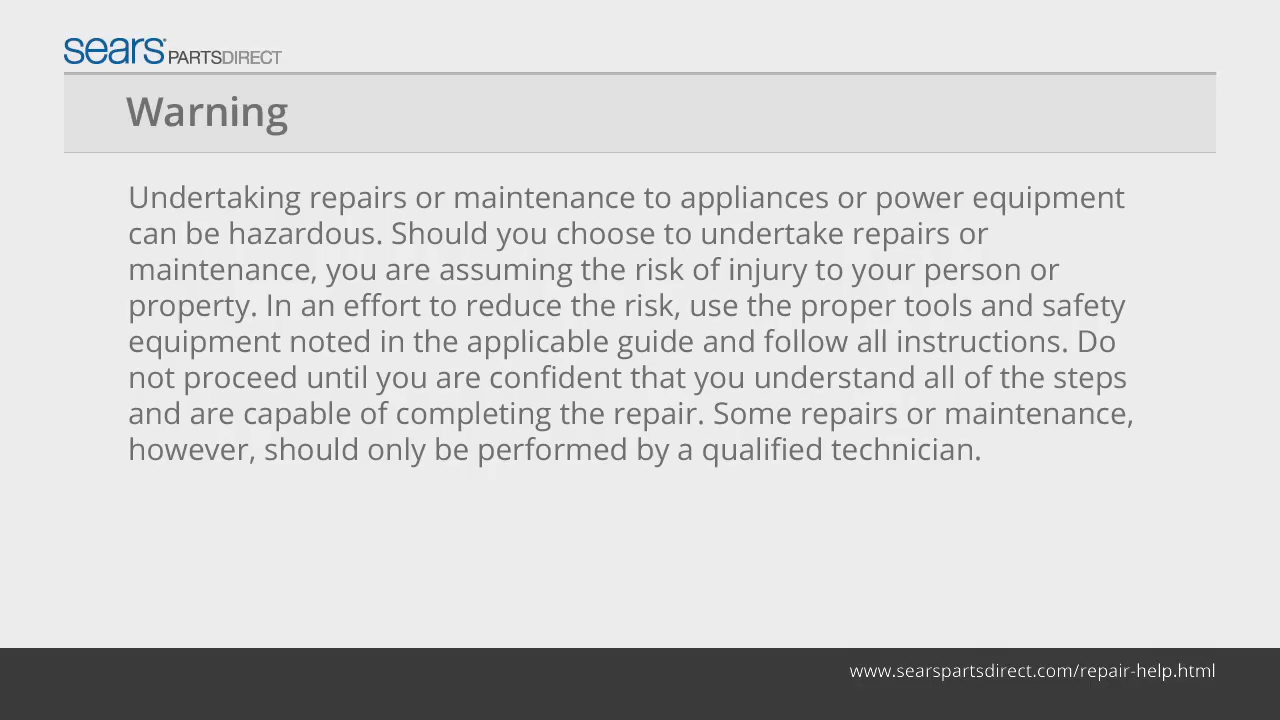 sears PARTSDIRECT
Warning
Undertaking repairs or maintenance to appliances or power equipment
can be hazardous. Should you choose to undertake repairs or
maintenance, you are assuming the risk of injury to your person or
property. In an effort to reduce the risk, use the proper tools and safety
equipment noted in the applicable guide and follow all instructions. Do
not proceed until you are confident that you understand all of the steps
and are capable of completing the repair. Some repairs or maintenance,
however, should only be performed by a qualified technician.
www.searspartsdirect.com/repair-help.html